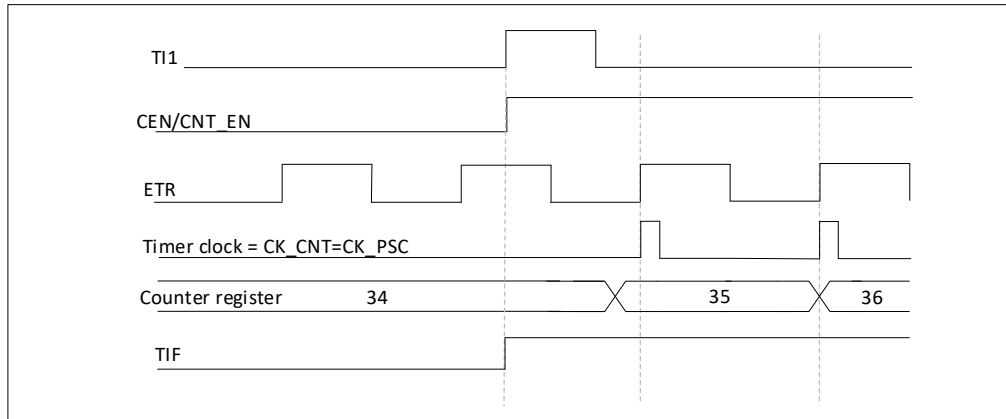 TI1
CEN/CNT_EN
ETR
Timer clock = CK_CNT=CK_PSC
Counter register 34 35 36
TIF